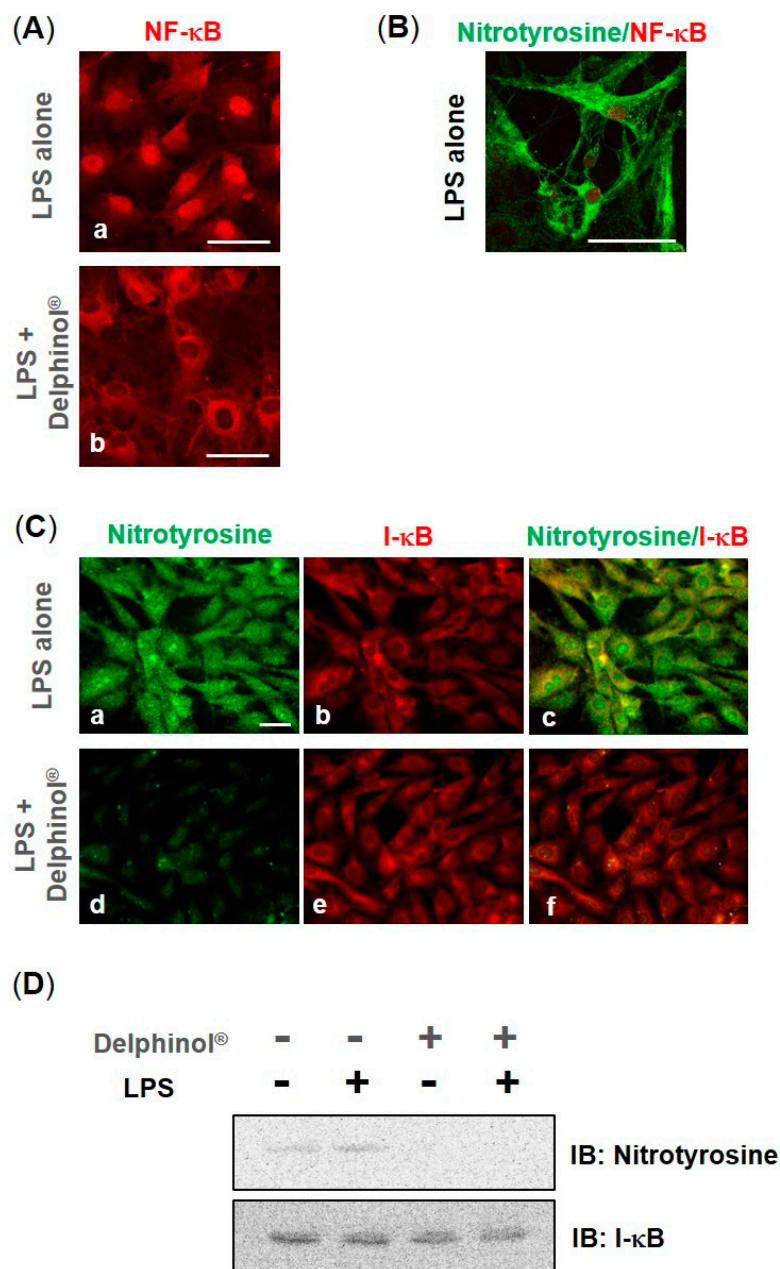 (A)
NF-κB
LPS alone
a
LPS +
Delphinol®
b
(B)
Nitrotyrosine/NF-κB
LPS alone
(C)
Nitrotyrosine
I-κB
Nitrotyrosine/I-κB
LPS alone
a
b
c
LPS +
Delphinol®
d
e
f
(D)
Delphinol® - - + +
LPS - + - +
IB: Nitrotyrosine
IB: I-κB